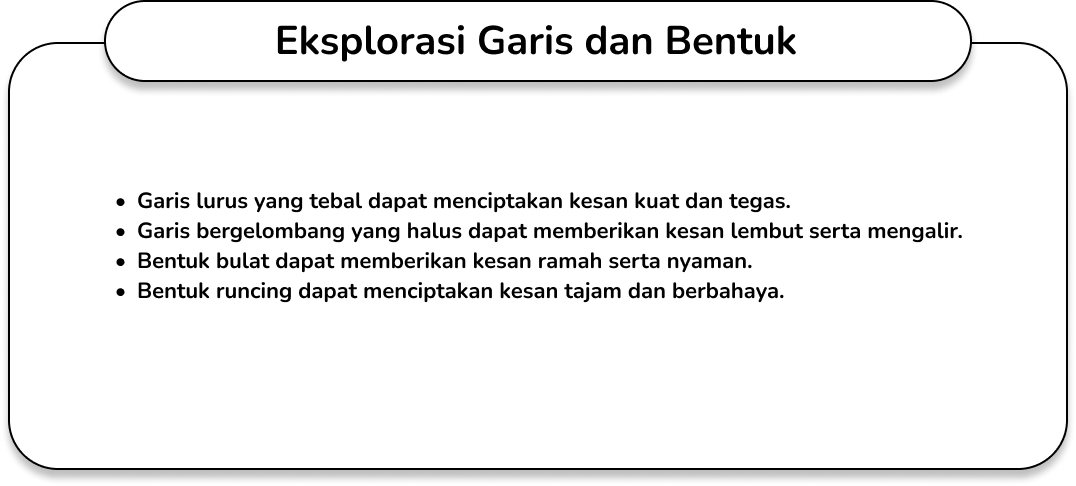 Eksplorasi Garis dan Bentuk
• Garis lurus yang tebal dapat menciptakan kesan kuat dan tegas.
• Garis bergelombang yang halus dapat memberikan kesan lembut serta mengalir.
• Bentuk bulat dapat memberikan kesan ramah serta nyaman.
• Bentuk runcing dapat menciptakan kesan tajam dan berbahaya.